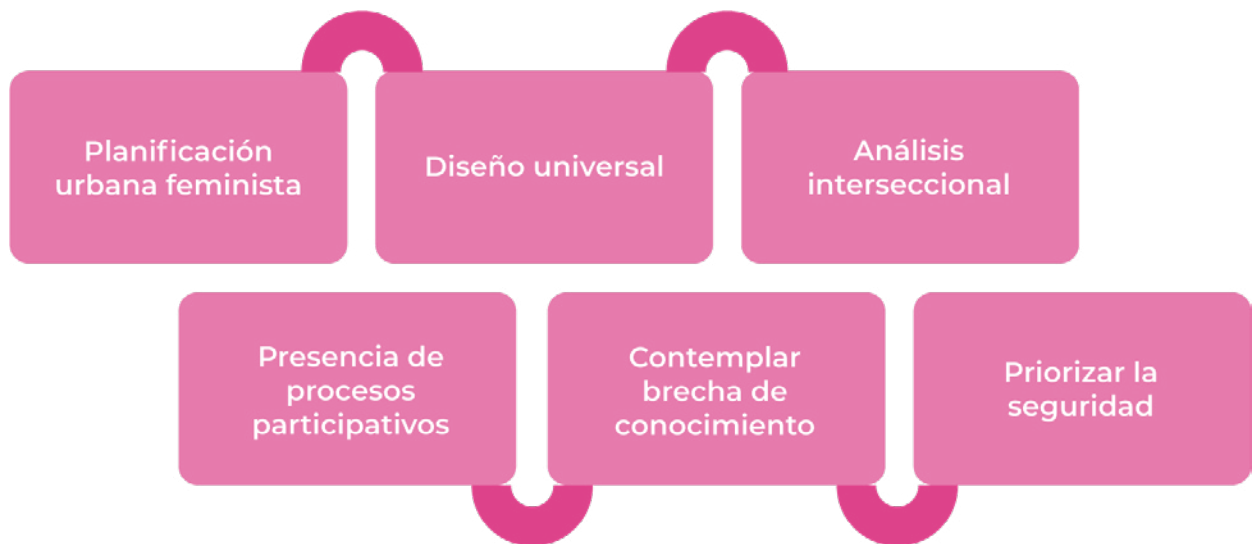 Planificación
urbana feminista
Diseño universal
Análisis
interseccional
Presencia de
procesos
participativos
Contemplar
brecha de
conocimiento
Priorizar la
seguridad